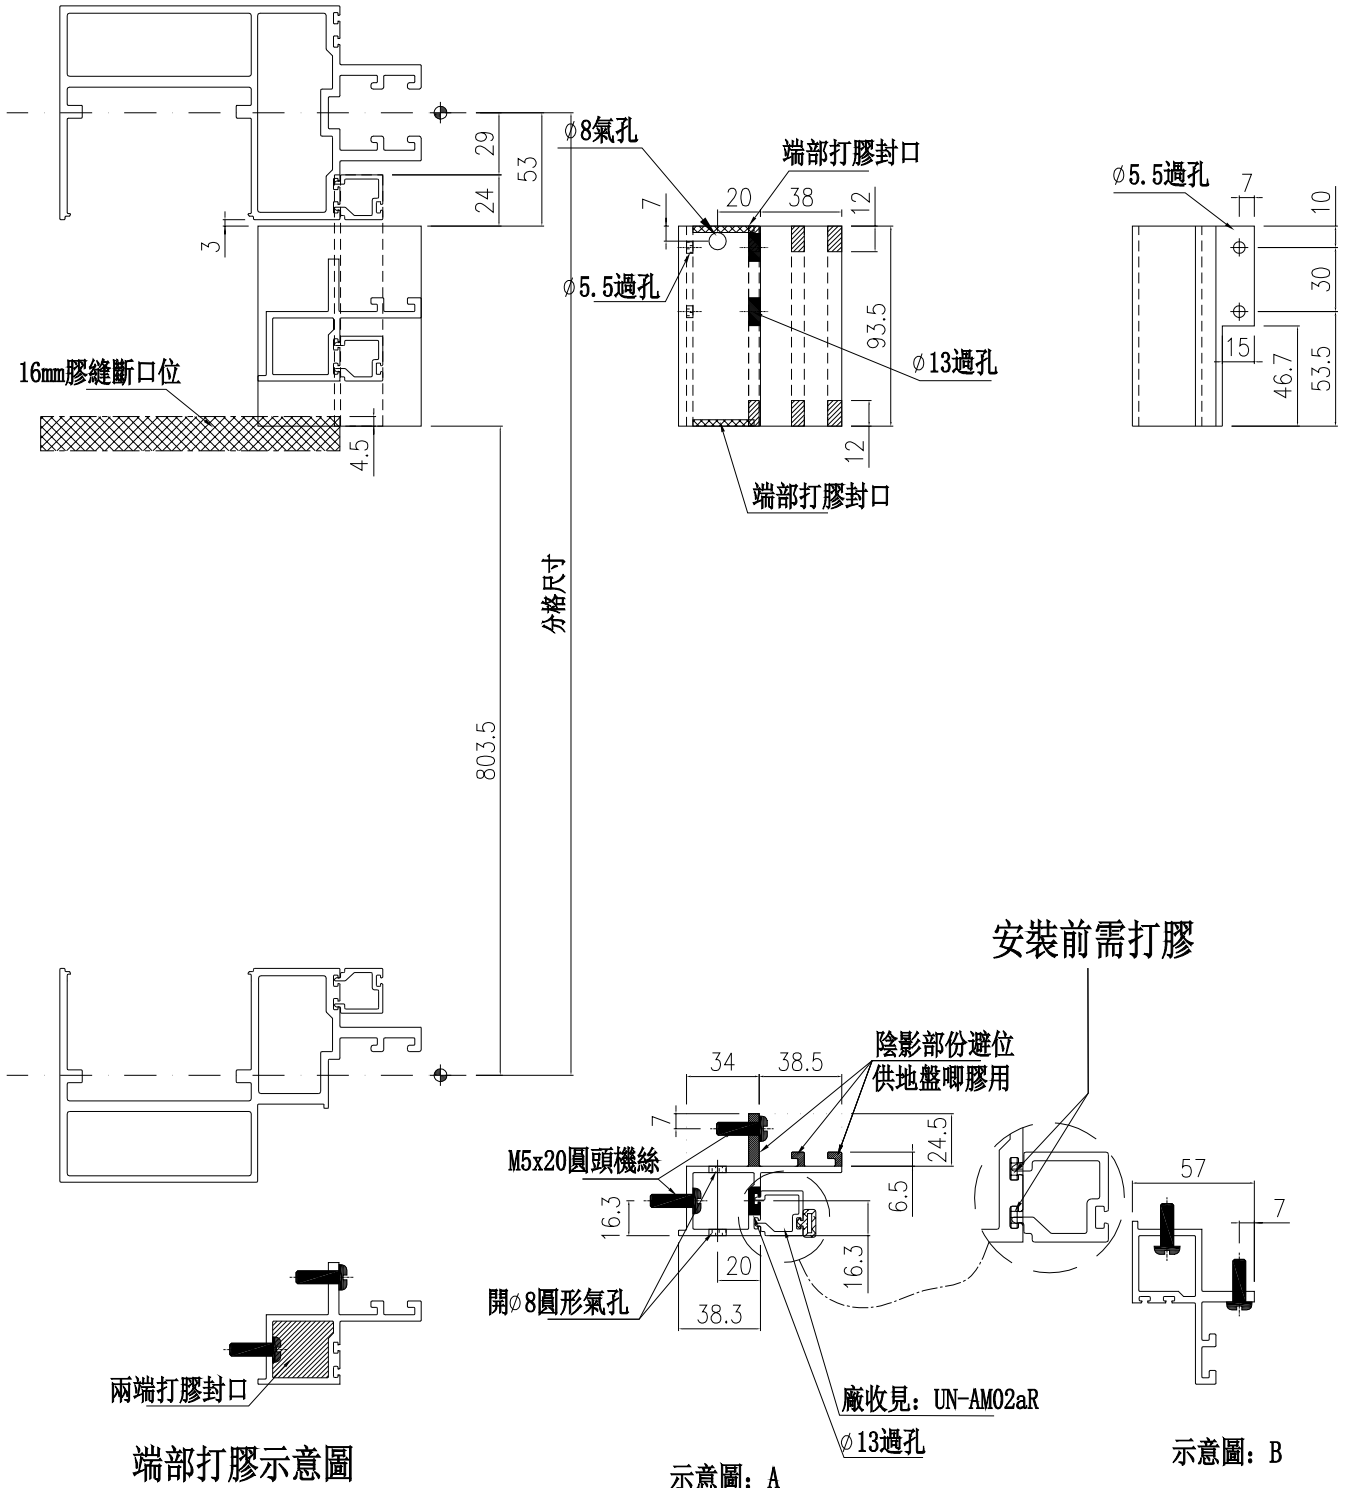 29
53
24
3
16mm膠縫斷口位
4.5
803.5
分格尺寸
∅8氣孔
端部打膠封口
7
20
38
12
∅5.5過孔
93.5
∅13過孔
12
端部打膠封口
∅5.5過孔
7
10
30
15
46.7
53.5
安裝前需打膠
陰影部份避位
供地盤唧膠用
34
38.5
7
24.5
M5x20圓頭機絲
6.5
16.3
16.3
20
開∅8圓形氣孔
38.3
57
7
兩端打膠封口
廠收見: UN-AM02aR
∅13過孔
端部打膠示意圖
示意圖: A
示意圖: B